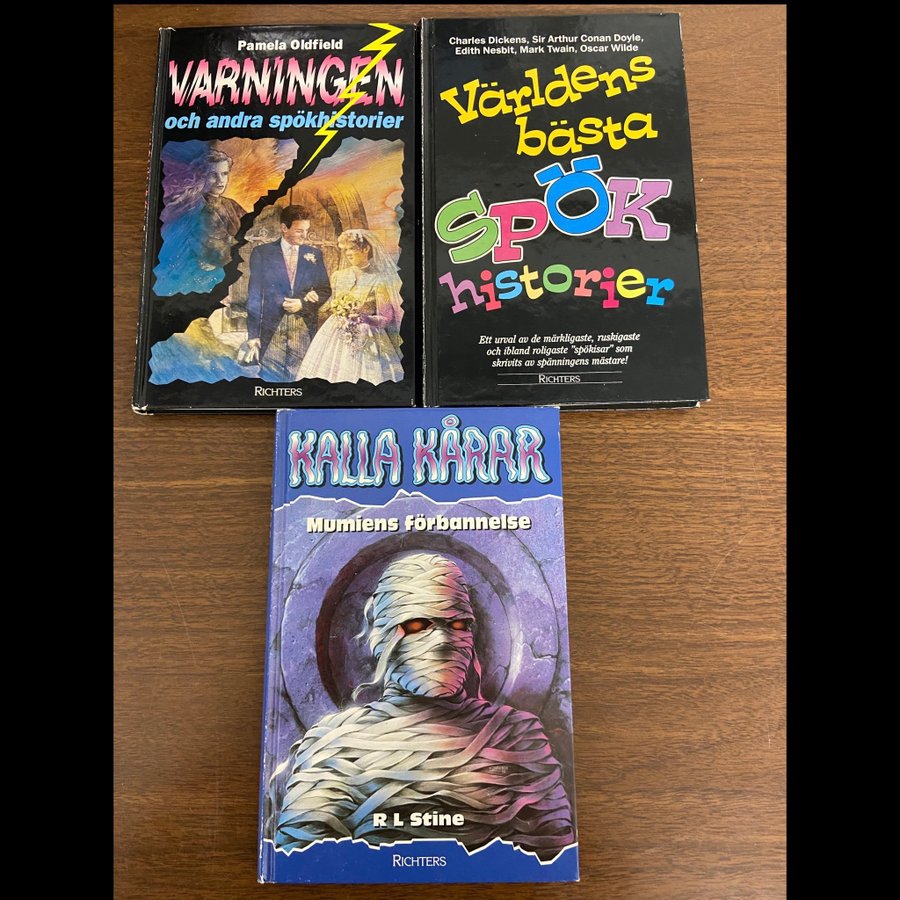 Pamela Oldfield
VARNINGEN
och andra spökhistorier
RICHTERS
Charles Dickens, Sir Arthur Conan Doyle,
Edith Nesbit, Mark Twain, Oscar Wilde
Världens
bästa
SPÖK
historier
Ett urval av de märkligaste, ruskigaste
och ibland roligaste "spökisar" som
skrivits av spänningens mästare!
RICHTERS
KALLA KÅRAR
Mumiens förbannelse
R L Stine
RICHTERS